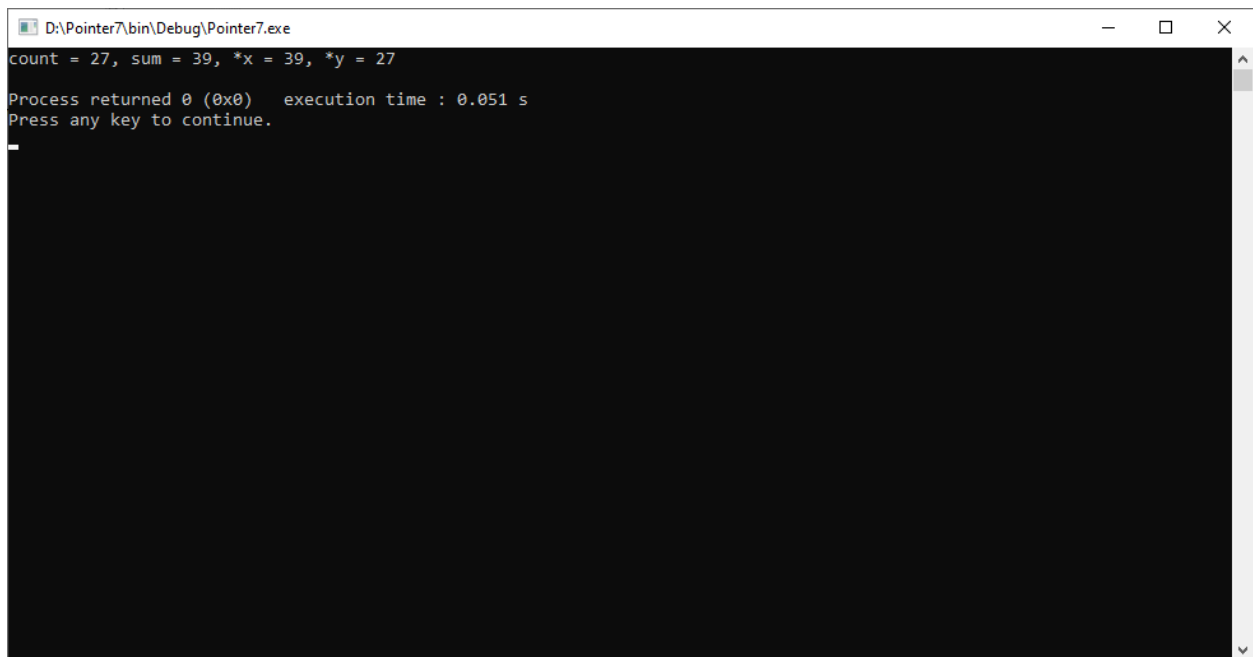 D:\Pointer7\bin\Debug\Pointer7.exe
count = 27, sum = 39, *x = 39, *y = 27
Process returned 0 (0x0)   execution time : 0.051 s
Press any key to continue.